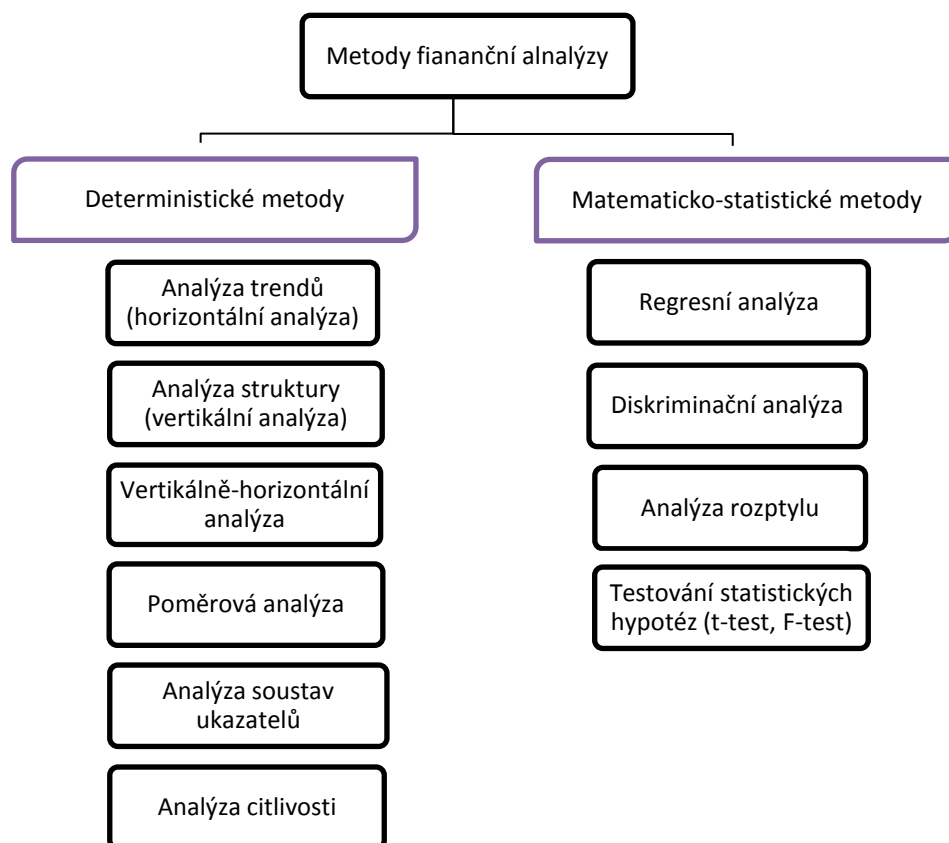 Metody fiananční alnalýzy
Deterministické metody
Analýza trendů
(horizontální analýza)
Analýza struktury
(vertikální analýza)
Vertikálně-horizontální
analýza
Poměrová analýza
Analýza soustav
ukazatelů
Analýza citlivosti
Matematicko-statistické metody
Regresní analýza
Diskriminační analýza
Analýza rozptylu
Testování statistických
hypotéz (t-test, F-test)